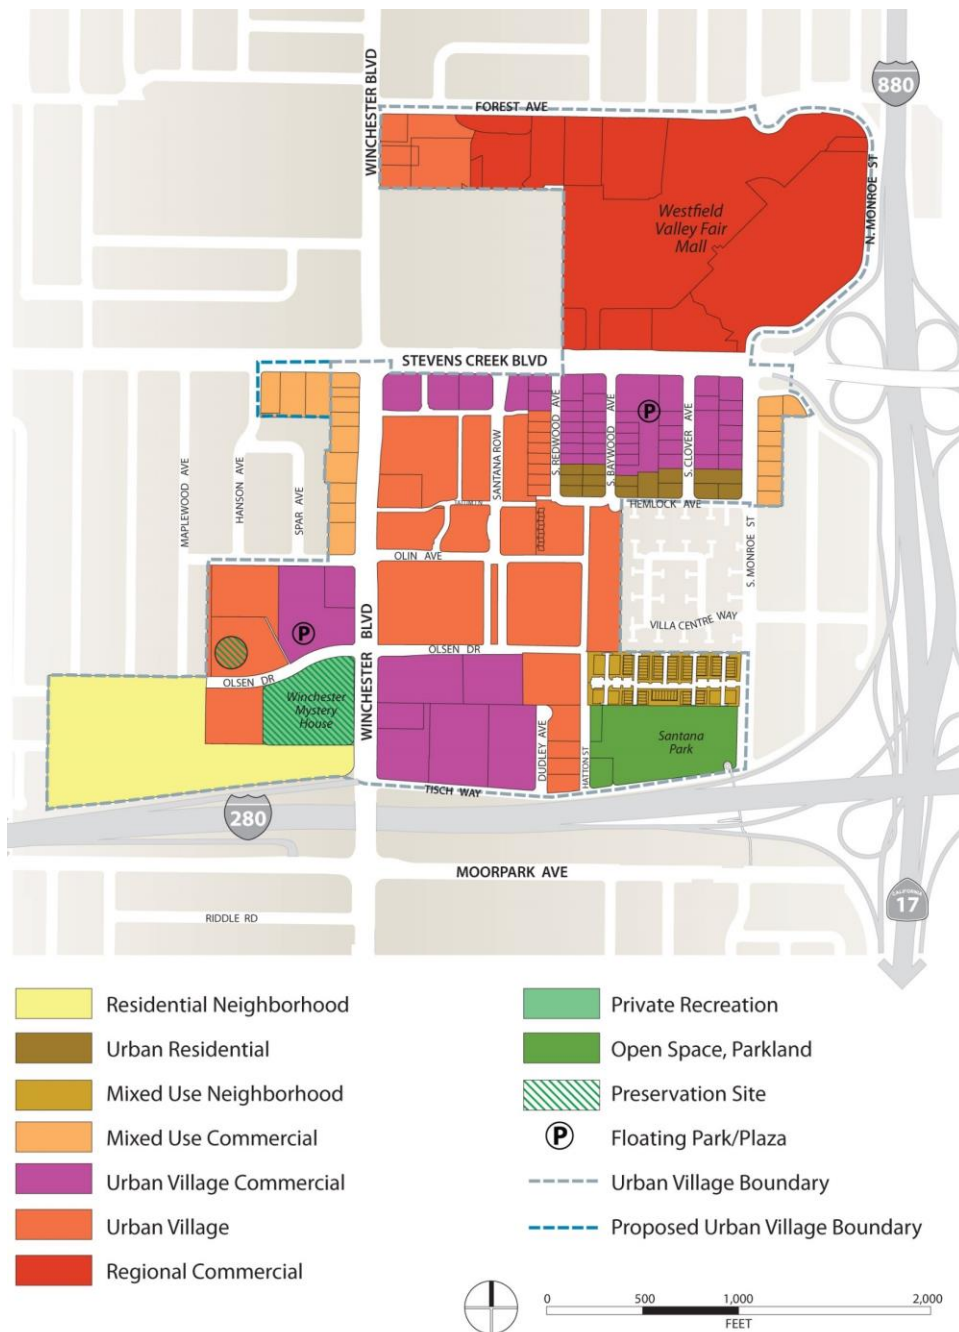 WINCHESTER BLVD
FOREST AVE
880
N. MONROE ST
Westfield
Valley Fair
Mall
STEVENS CREEK BLVD
MAPLEWOOD AVE
HANSON AVE
SPAR AVE
SANTANA ROW
S. REDWOOD AVE
S. BAYWOOD AVE
P
S. CLOVER AVE
HEMLOCK AVE
S. MONROE ST
OLIN AVE
VILLA CENTRE WAY
P
WINCHESTER BLVD
OLSEN DR
OLSEN DR
Winchester
Mystery
House
DUDLEY AVE
HATTON ST
Santana
Park
TISCH WAY
280
MOORPARK AVE
CALIFORNIA
17
RIDDLE RD
Residential Neighborhood
Urban Residential
Mixed Use Neighborhood
Mixed Use Commercial
Urban Village Commercial
Urban Village
Regional Commercial
Private Recreation
Open Space, Parkland
Preservation Site
P Floating Park/Plaza
Urban Village Boundary
Proposed Urban Village Boundary
0 500 1,000 2,000
FEET